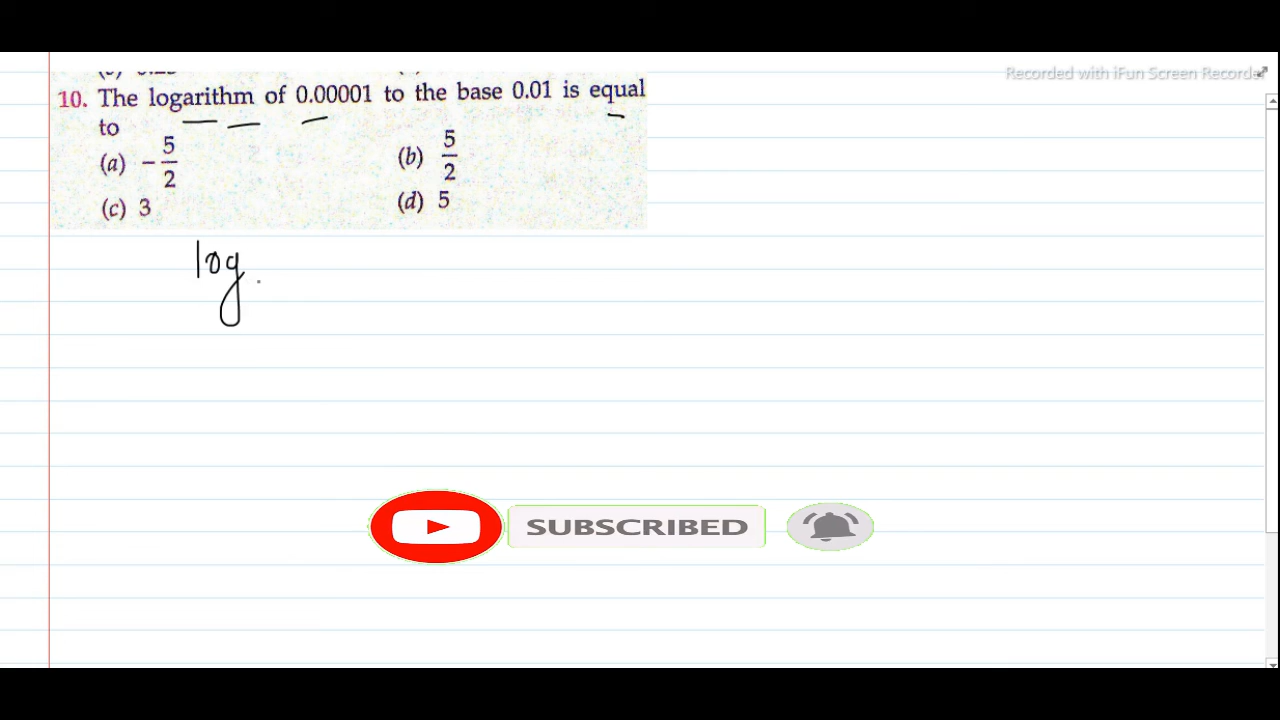 Recorded with iFun Screen Recorde
10. The logarithm of 0.00001 to the base 0.01 is equal
to
(a) −5/2 (b) 5/2
(c) 3 (d) 5
log
SUBSCRIBED